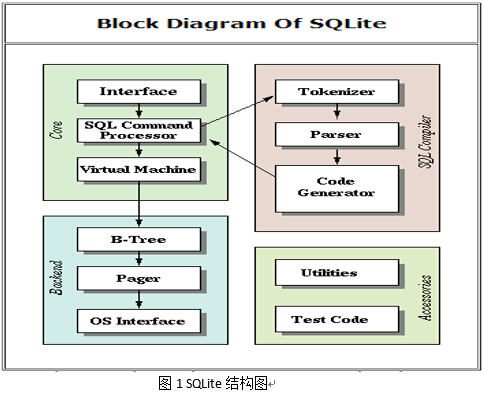 Block Diagram Of SQLite
Core
Interface
SQL Command
Processor
Virtual Machine
SQL Compiler
Tokenizer
Parser
Code
Generator
Backend
B-Tree
Pager
OS Interface
Accessories
Utilities
Test Code
图 1 SQLite 结构图